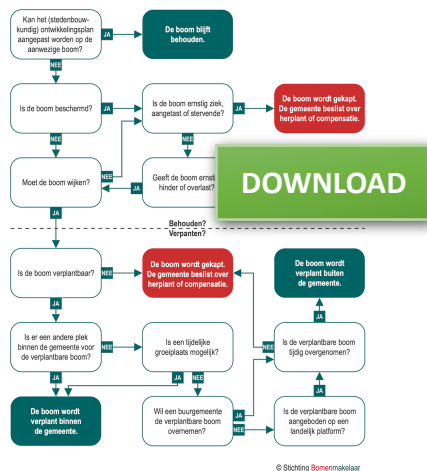 Kan het (stedenbouw-
kundig) ontwikkelingsplan
aangepast worden op de
aanwezige boom?
JA
De boom blijft
behouden.
NEE
Is de boom beschermd?
JA
Is de boom ernstig ziek,
aangetast of stervende?
JA
De boom wordt gekapt.
De gemeente beslist over
herplant of compensatie.
NEE
NEE
Moet de boom wijken?
NEE
JA
Geeft de boom ernstig
hinder of overlast?
DOWNLOAD
JA
Behouden?
Verpanten?
Is de boom verplantbaar?
NEE
De boom wordt gekapt.
De gemeente beslist over
herplant of compensatie.
De boom wordt
verplant buiten
de gemeente.
JA
JA
Is er een andere plek
binnen de gemeente voor
de verplantbare boom?
NEE
Is een tijdelijke
groeiplaats mogelijk?
NEE
Is de verplantbare boom
tijdig overgenomen?
JA
JA
NEE
JA
De boom wordt
verplant binnen
de gemeente.
Wil een buurgemeente
de verplantbare boom
overnemen?
JA
NEE
Is de verplantbare boom
aangeboden op een
landelijk platform?
© Stichting Bomenmakelaar